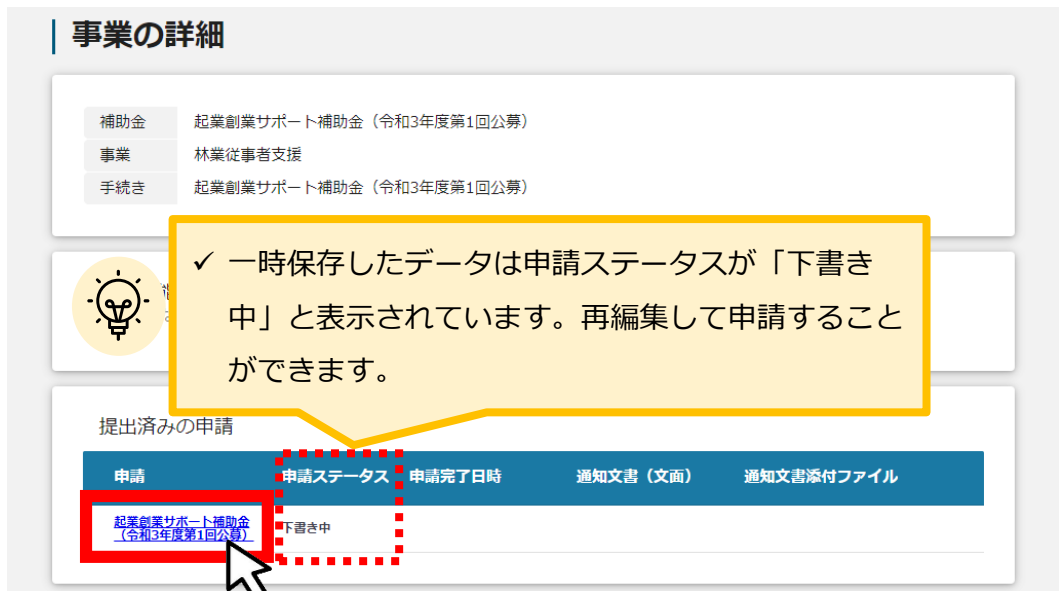 事業の詳細
補助金 起業創業サポート補助金（令和3年度第1回公募）
事業 林業従事者支援
手続き 起業創業サポート補助金（令和3年度第1回公募）
✓ 一時保存したデータは申請ステータスが「下書き
中」と表示されています。再編集して申請すること
ができます。
提出済みの申請
申請 申請ステータス 申請完了日時 通知文書（文面） 通知文書添付ファイル
起業創業サポート補助金 下書き中
（令和3年度第1回公募）